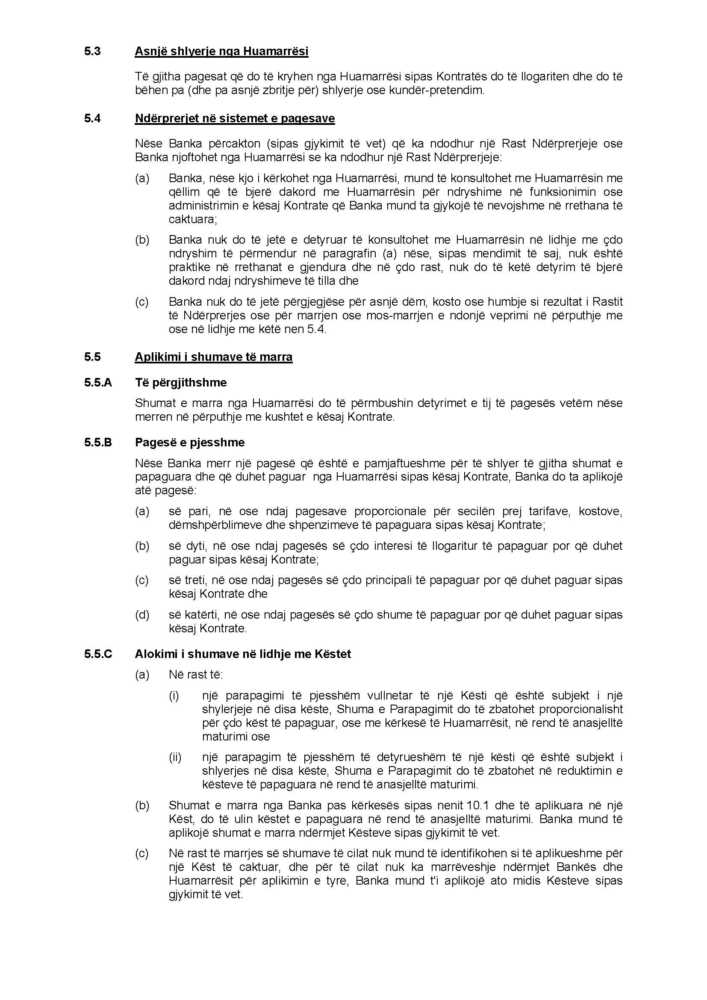 5.3 Asnjë shlyerje nga Huamarrësi
Të gjitha pagesat që do të kryhen nga Huamarrësi sipas Kontratës do të llogariten dhe do të
bëhen pa (dhe pa asnjë zbritje për) shlyerje ose kundër-pretendim.
5.4 Ndërprerjet në sistemet e pagesave
Nëse Banka përcakton (sipas gjykimit të vet) që ka ndodhur një Rast Ndërprerjeje ose
Banka njoftohet nga Huamarrësi se ka ndodhur një Rast Ndërprerjeje:
(a) Banka, nëse kjo i kërkohet nga Huamarrësi, mund të konsultohet me Huamarrësin me
qëllim që të bjerë dakord me Huamarrësin për ndryshime në funksionimin ose
administrimin e kësaj Kontrate që Banka mund ta gjykojë të nevojshme në rrethana të
caktuara;
(b) Banka nuk do të jetë e detyruar të konsultohet me Huamarrësin në lidhje me çdo
ndryshim të përmendur në paragrafin (a) nëse, sipas mendimit të saj, nuk është
praktike në rrethanat e gjendura dhe në çdo rast, nuk do të ketë detyrim të bjerë
dakord ndaj ndryshimeve të tilla dhe
(c) Banka nuk do të jetë përgjegjëse për asnjë dëm, kosto ose humbje si rezultat i Rastit
të Ndërprerjes ose për marrjen ose mos-marrjen e ndonjë veprimi në përputhje me
ose në lidhje me këtë nen 5.4.
5.5 Aplikimi i shumave të marra
5.5.A Të përgjithshme
Shumat e marra nga Huamarrësi do të përmbushin detyrimet e tij të pagesës vetëm nëse
merren në përputhje me kushtet e kësaj Kontrate.
5.5.B Pagesë e pjesshme
Nëse Banka merr një pagesë që është e pamjaftueshme për të shlyer të gjitha shumat e
papaguara dhe që duhet paguar  nga Huamarrësi sipas kësaj Kontrate, Banka do ta aplikojë
atë pagesë:
(a) së pari, në ose ndaj pagesave proporcionale për secilën prej tarifave, kostove,
dëmshpërblimeve dhe shpenzimeve të papaguara sipas kësaj Kontrate;
(b) së dyti, në ose ndaj pagesës së çdo interesi të llogaritur të papaguar por që duhet
paguar sipas kësaj Kontrate;
(c) së treti, në ose ndaj pagesës së çdo principali të papaguar por që duhet paguar sipas
kësaj Kontrate dhe
(d) së katërti, në ose ndaj pagesës së çdo shume të papaguar por që duhet paguar sipas
kësaj Kontrate.
5.5.C Alokimi i shumave në lidhje me Këstet
(a) Në rast të:
(i) një parapagimi të pjesshëm vullnetar të një Kësti që është subjekt i një
shylerjeje në disa këste, Shuma e Parapagimit do të zbatohet proporcionalisht
për çdo këst të papaguar, ose me kërkesë të Huamarrësit, në rend të anasjelltë
maturimi ose
(ii) një parapagim të pjesshëm të detyrueshëm të një kësti që është subjekt i
shlyerjes në disa këste, Shuma e Parapagimit do të zbatohet në reduktimin e
kësteve të papaguara në rend të anasjelltë maturimi.
(b) Shumat e marra nga Banka pas kërkesës sipas nenit 10.1 dhe të aplikuara në një
Këst, do të ulin këstet e papaguara në rend të anasjelltë maturimi. Banka mund të
aplikojë shumat e marra ndërmjet Kësteve sipas gjykimit të vet.
(c) Në rast të marrjes së shumave të cilat nuk mund të identifikohen si të aplikueshme për
një Këst të caktuar, dhe për të cilat nuk ka marrëveshje ndërmjet Bankës dhe
Huamarrësit për aplikimin e tyre, Banka mund t'i aplikojë ato midis Kësteve sipas
gjykimit të vet.